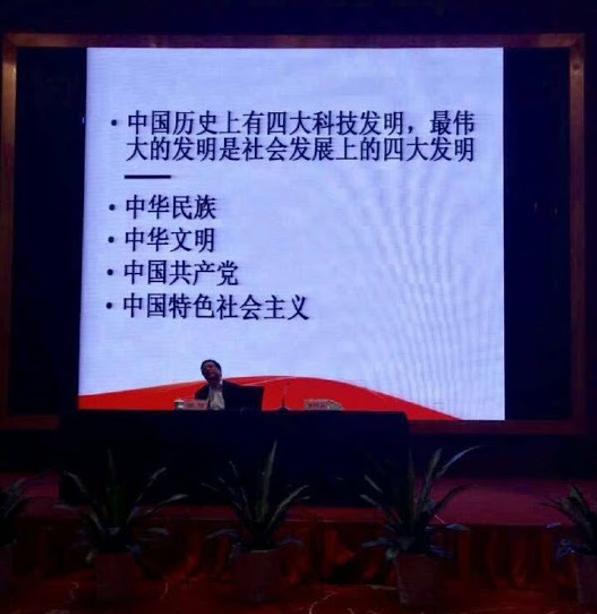 • 中国历史上有四大科技发明，最伟
大的发明是社会发展上的四大发明
——
• 中华民族
• 中华文明
• 中国共产党
• 中国特色社会主义